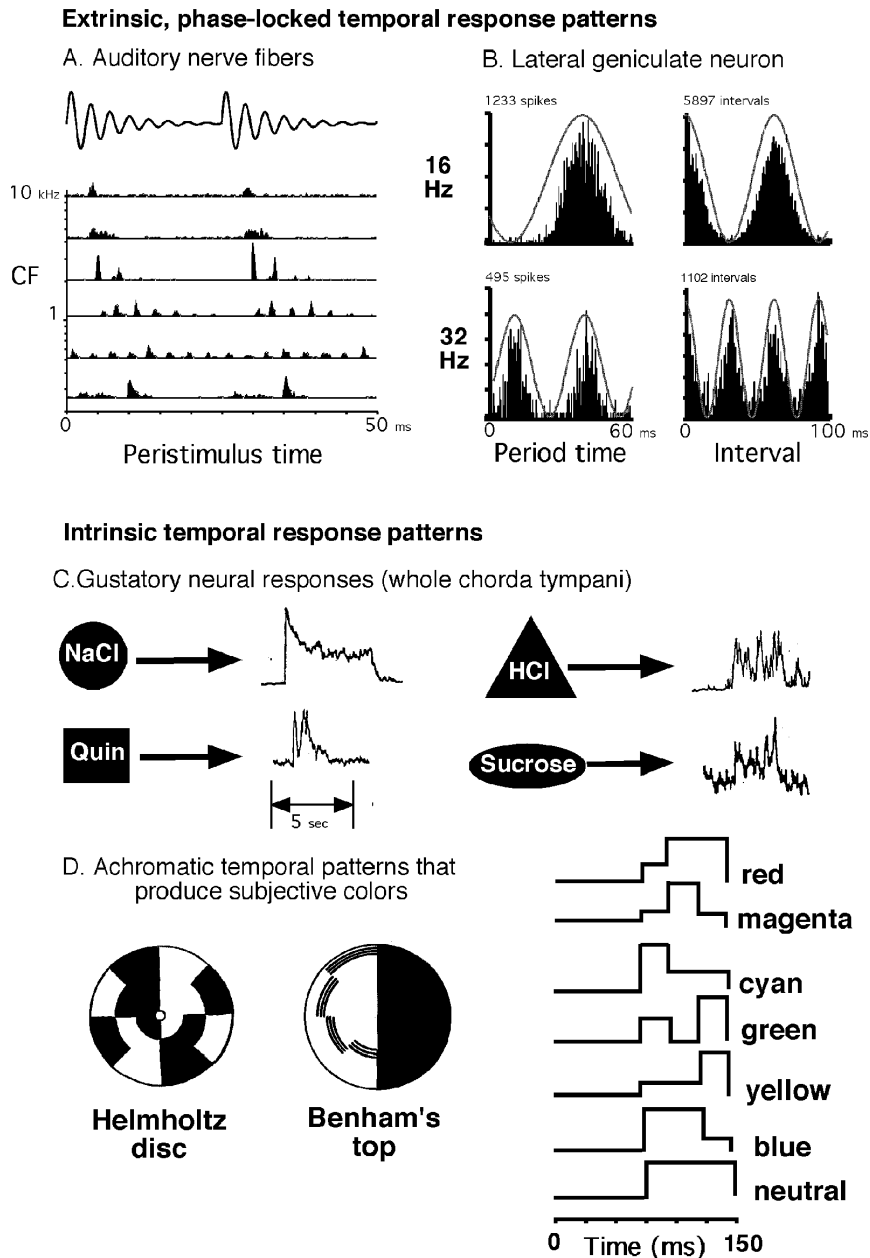 Extrinsic, phase-locked temporal response patterns
A. Auditory nerve fibers
10 kHz
CF
1
0 50 ms
Peristimulus time
B. Lateral geniculate neuron
1233 spikes 5897 intervals
16
Hz
495 spikes 1102 intervals
32
Hz
0 60 ms 0 100 ms
Period time Interval
Intrinsic temporal response patterns
C.Gustatory neural responses (whole chorda tympani)
NaCl
HCl
Quin
Sucrose
5 sec
D. Achromatic temporal patterns that
produce subjective colors
Helmholtz
disc
Benham's
top
red
magenta
cyan
green
yellow
blue
neutral
0 Time (ms) 150